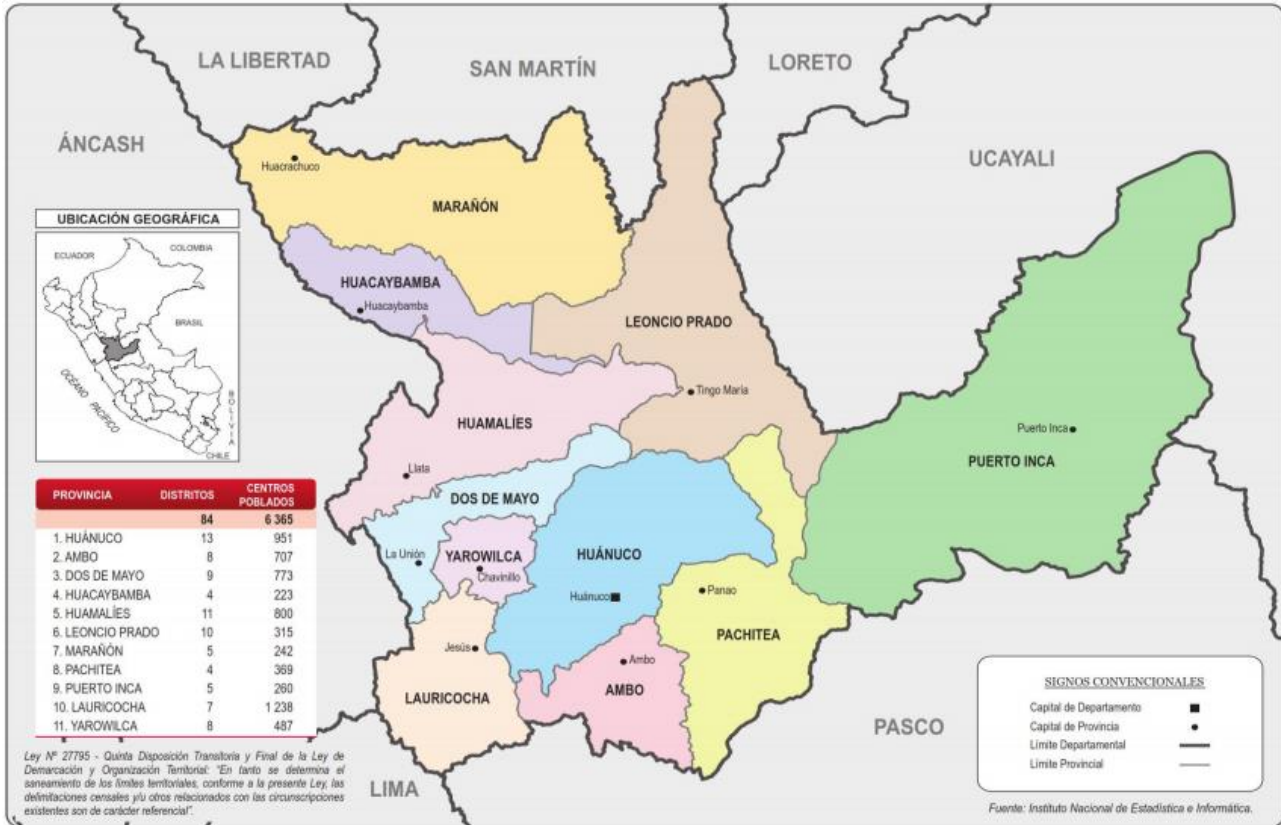 LA LIBERTAD
SAN MARTÍN
LORETO
ÁNCASH
UCAYALI
Huacrachuco
MARAÑÓN
UBICACIÓN GEOGRÁFICA
COLOMBIA
ECUADOR
BRASIL
OCÉANO PACÍFICO
BOLIVIA
CHILE
HUACAYBAMBA
Huacaybamba
LEONCIO PRADO
Tingo María
HUAMALÍES
Puerto Inca
PUERTO INCA
Llata
DOS DE MAYO
La Unión
YAROWILCA
Chavinillo
HUÁNUCO
Huánuco
Panao
PACHITEA
Jesús
Ambo
AMBO
LAURICOCHA
PASCO
LIMA
PROVINCIA DISTRITOS CENTROS
POBLADOS
84 6 365
1. HUÁNUCO 13 951
2. AMBO 8 707
3. DOS DE MAYO 9 773
4. HUACAYBAMBA 4 223
5. HUAMALÍES 11 800
6. LEONCIO PRADO 10 315
7. MARAÑÓN 5 242
8. PACHITEA 4 369
9. PUERTO INCA 5 260
10. LAURICOCHA 7 1 238
11. YAROWILCA 8 487
Ley Nº 27795 - Quinta Disposición Transitoria y Final de la Ley de
Demarcación y Organización Territorial: "En tanto se determina el
saneamiento de los límites territoriales, conforme a la presente Ley, las
delimitaciones censales y/u otros relacionados con las circunscripciones
existentes son de carácter referencial".
SIGNOS CONVENCIONALES
Capital de Departamento
Capital de Provincia
Límite Departamental
Límite Provincial
Fuente: Instituto Nacional de Estadística e Informática.